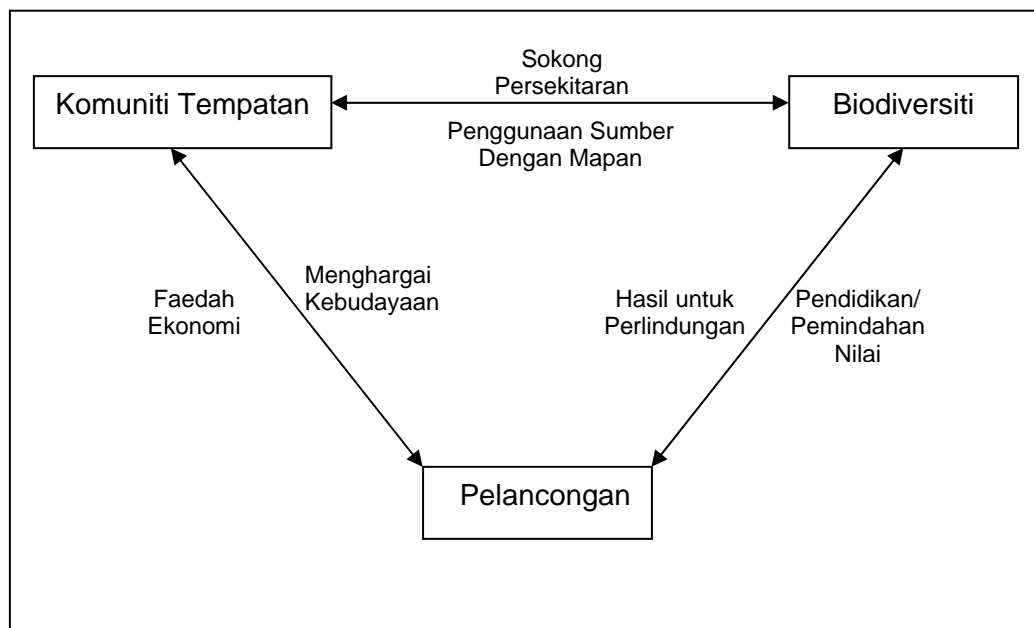 Sokong
Persekitaran
Komuniti Tempatan
Biodiversiti
Penggunaan Sumber
Dengan Mapan
Faedah
Ekonomi
Menghargai
Kebudayaan
Hasil untuk
Perlindungan
Pendidikan/
Pemindahan
Nilai
Pelancongan